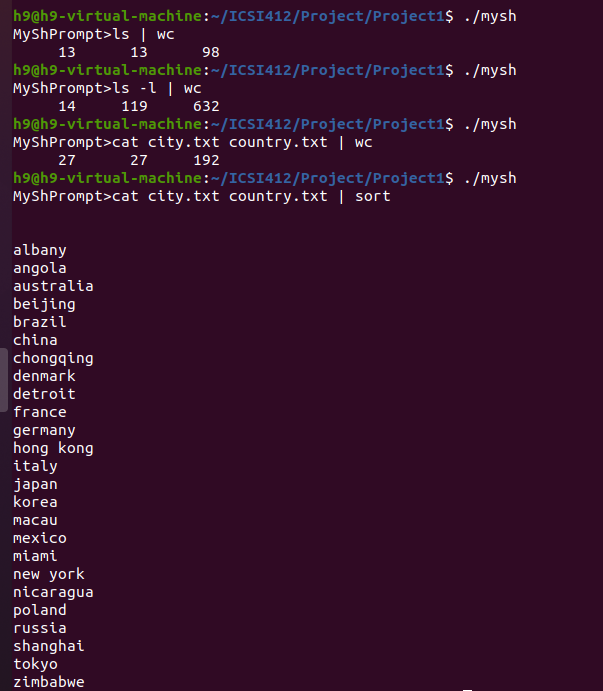 h9@h9-virtual-machine:~/ICSI412/Project/Project1$ ./mysh
MyShPrompt>ls | wc
     13      13      98
h9@h9-virtual-machine:~/ICSI412/Project/Project1$ ./mysh
MyShPrompt>ls -l | wc
     14     119     632
h9@h9-virtual-machine:~/ICSI412/Project/Project1$ ./mysh
MyShPrompt>cat city.txt country.txt | wc
     27      27     192
h9@h9-virtual-machine:~/ICSI412/Project/Project1$ ./mysh
MyShPrompt>cat city.txt country.txt | sort
albany
angola
australia
beijing
brazil
china
chongqing
denmark
detroit
france
germany
hong kong
italy
japan
korea
macau
mexico
miami
new york
nicaragua
poland
russia
shanghai
tokyo
zimbabwe